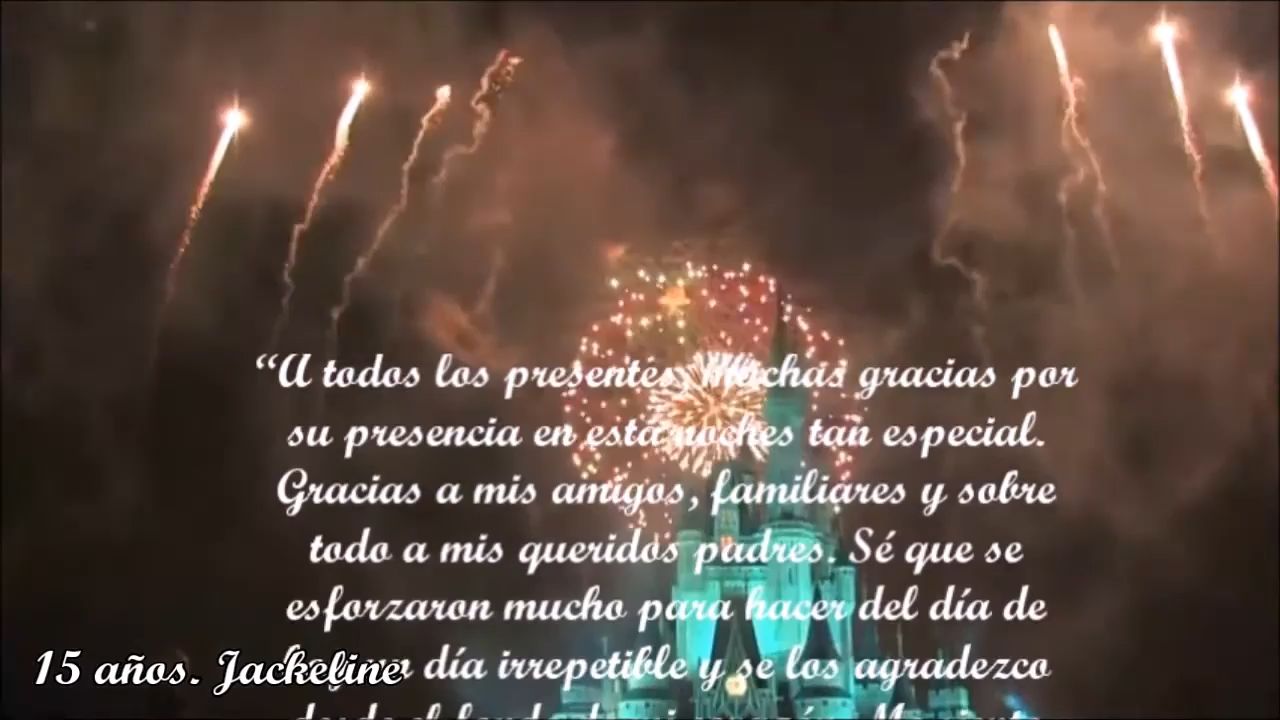 “A todos los presentes, muchas gracias por
su presencia en esta noches tan especial.
Gracias a mis amigos, familiares y sobre
todo a mis queridos padres. Sé que se
esforzaron mucho para hacer del día de
día irrepetible y se los agradezco
15 años. Jackeline